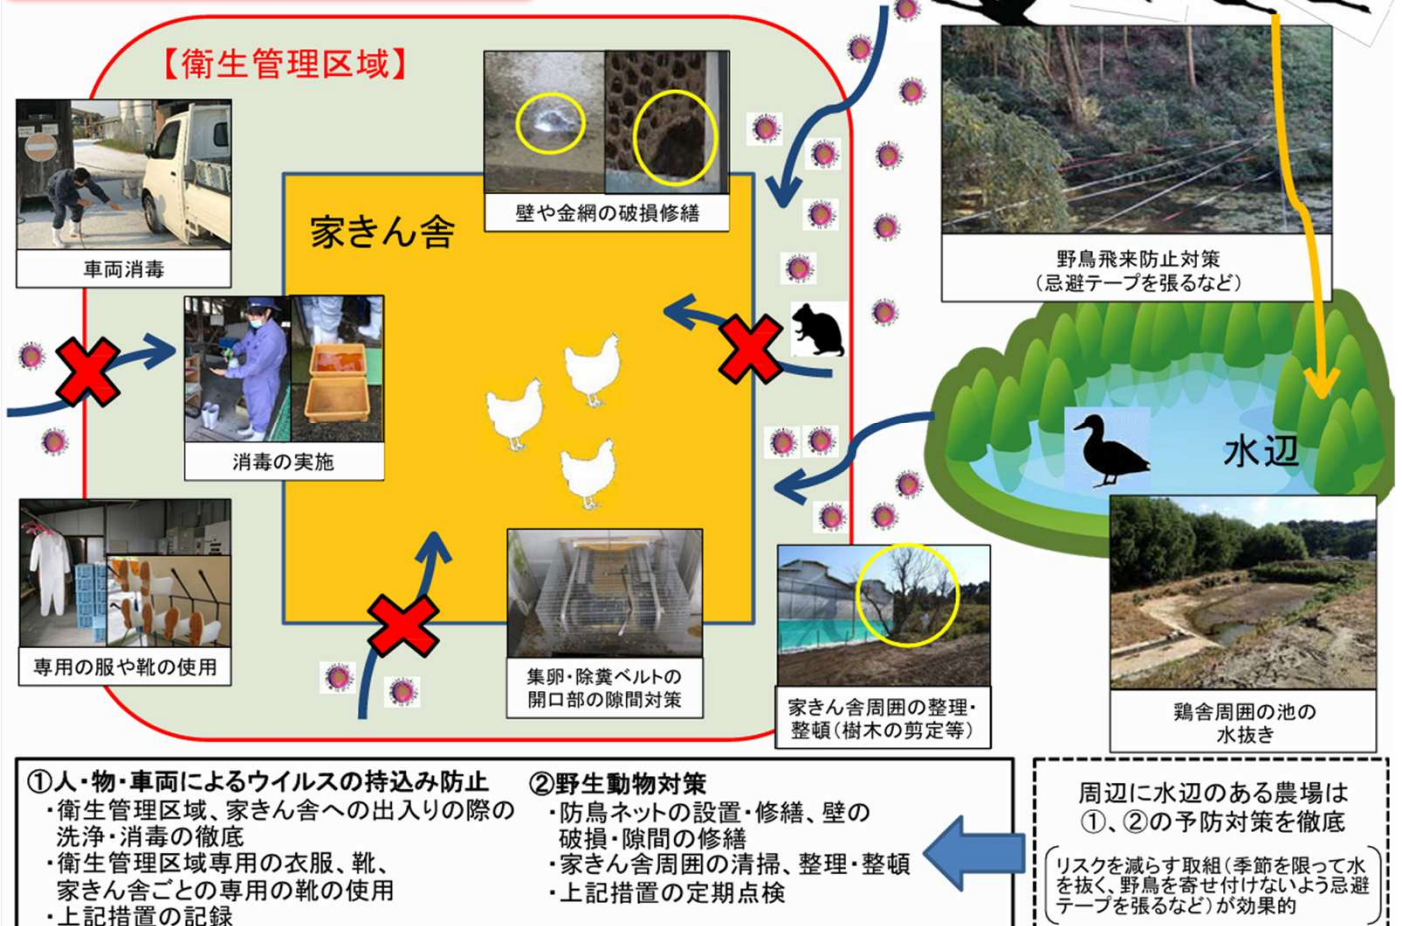 【衛生管理区域】
車両消毒
壁や金網の破損修繕
野鳥飛来防止対策
（忌避テープを張るなど）
家きん舎
消毒の実施
水辺
専用の服や靴の使用
集卵・除糞ベルトの
開口部の隙間対策
家きん舎周囲の整理・
整頓（樹木の剪定等）
鶏舎周囲の池の
水抜き
①人・物・車両によるウイルスの持込み防止
・衛生管理区域、家きん舎への出入りの際の
洗浄・消毒の徹底
・衛生管理区域専用の衣服、靴、
家きん舎ごとの専用の靴の使用
・上記措置の記録
②野生動物対策
・防鳥ネットの設置・修繕、壁の
破損・隙間の修繕
・家きん舎周囲の清掃、整理・整頓
・上記措置の定期点検
周辺に水辺のある農場は
①、②の予防対策を徹底
リスクを減らす取組（季節を限って水
を抜く、野鳥を寄せ付けないよう忌避
テープを張るなど）が効果的